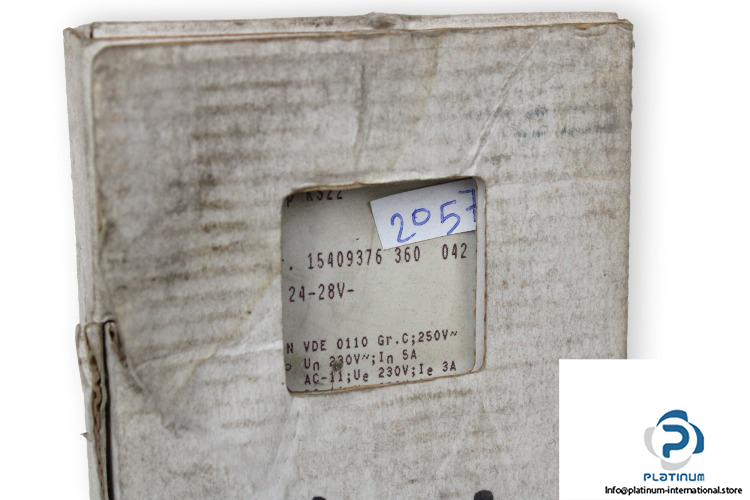 2057
. 15409376 360 042
24-28V-
N VDE 0110 Gr.C;250V~
Un 230V~;In 5A
AC-11;Ue 230V;Ie 3A
PLATINUM
Info@platinum-international.store